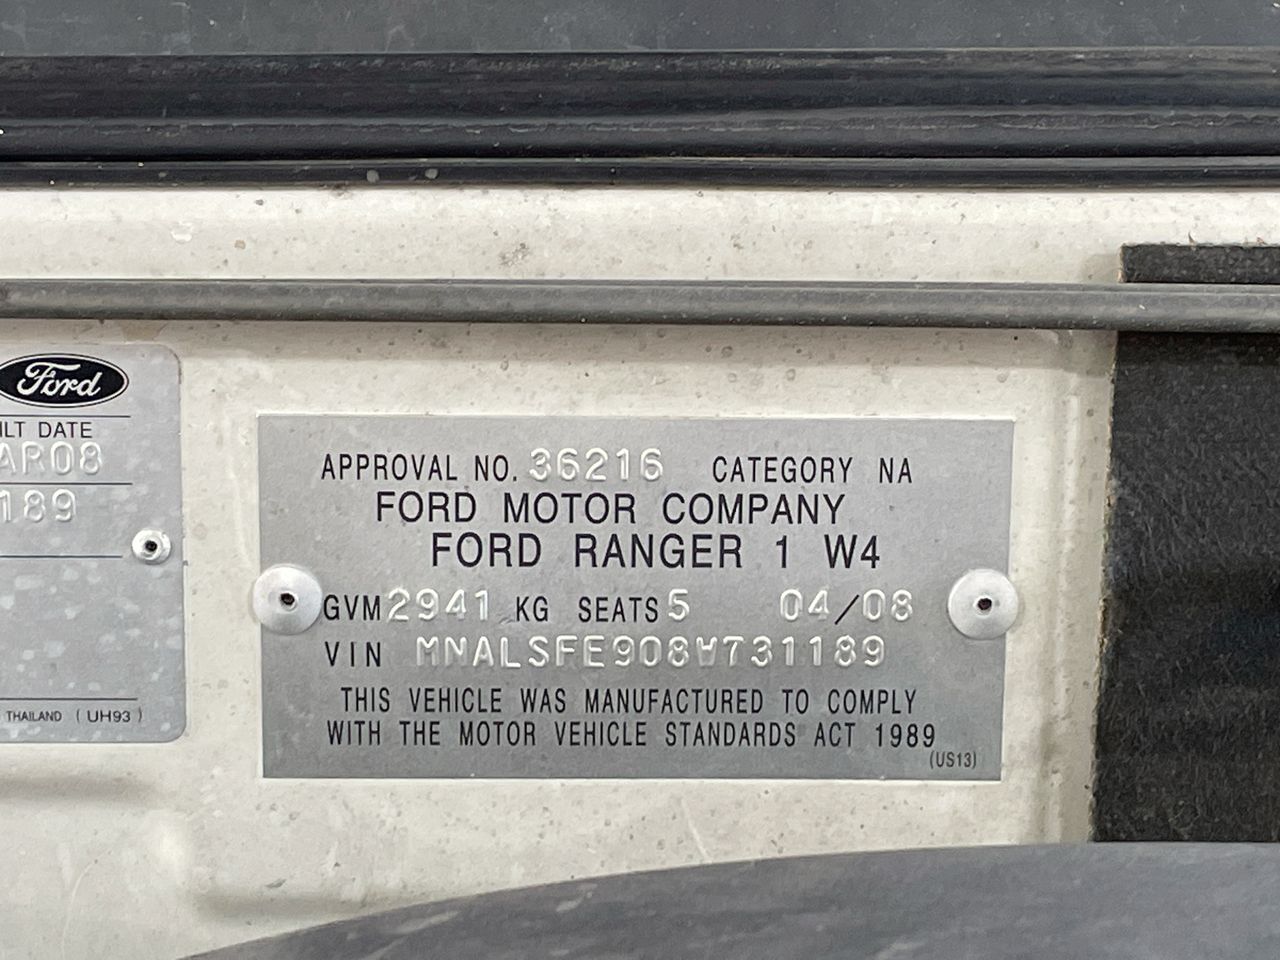 Ford
ILT DATE
AR08
189
THAILAND ( UH93 )
APPROVAL NO. 36216 CATEGORY NA
FORD MOTOR COMPANY
FORD RANGER 1 W4
GVM 2941 KG SEATS 5 04/08
VIN MNALSFE908W731189
THIS VEHICLE WAS MANUFACTURED TO COMPLY
WITH THE MOTOR VEHICLE STANDARDS ACT 1989
(US13)